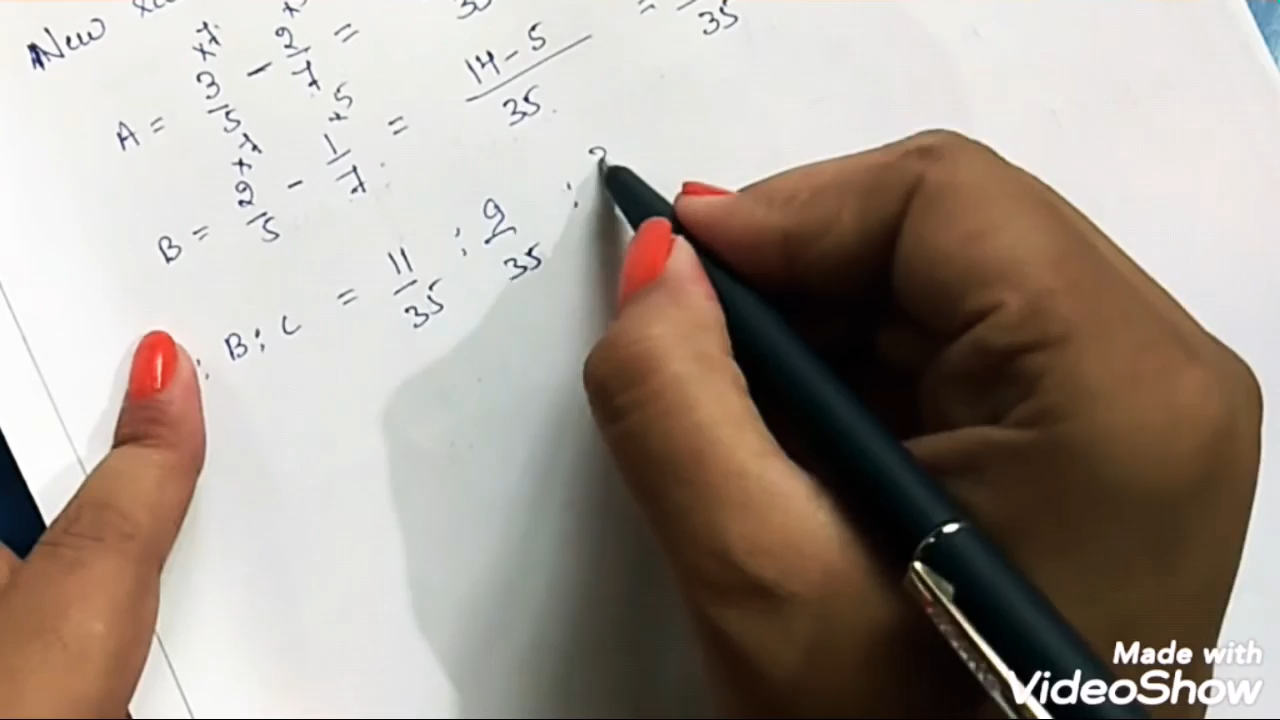 New
A = 3/5 ×7 - 2/7 ×5 = 35 = 35
B = 2/5 ×7 - 1/7 ×5 = 14-5/35
: B : C = 11/35 : 9/35 :
Made with
VideoShow